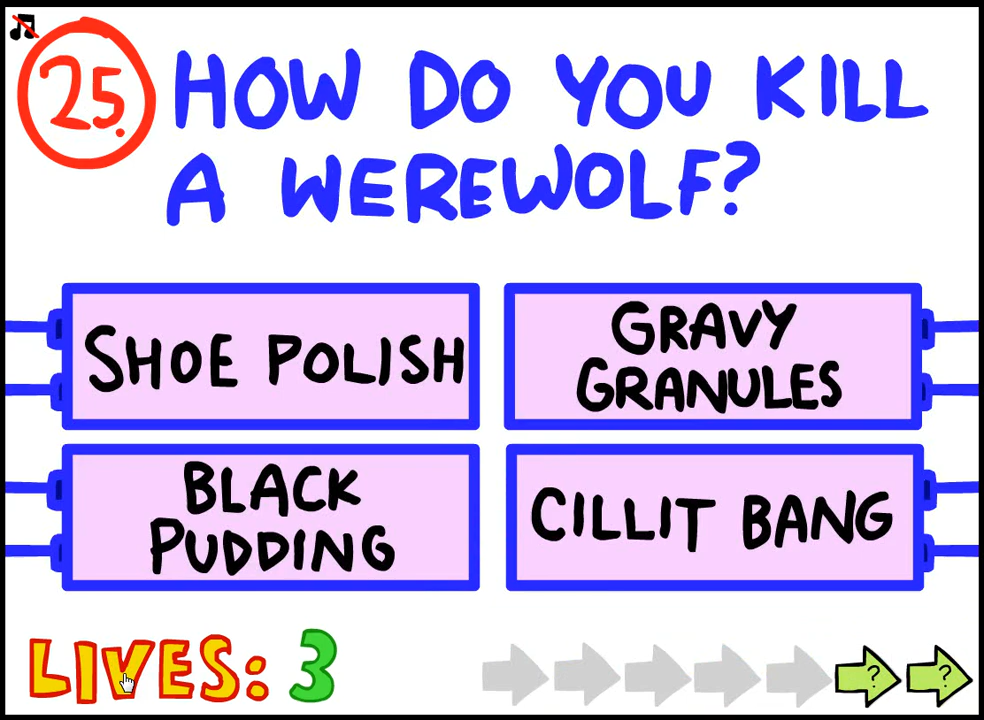 25. HOW DO YOU KILL
A WEREWOLF?
SHOE POLISH
GRAVY
GRANULES
BLACK
PUDDING
CILLIT BANG
LIVES: 3
? ?